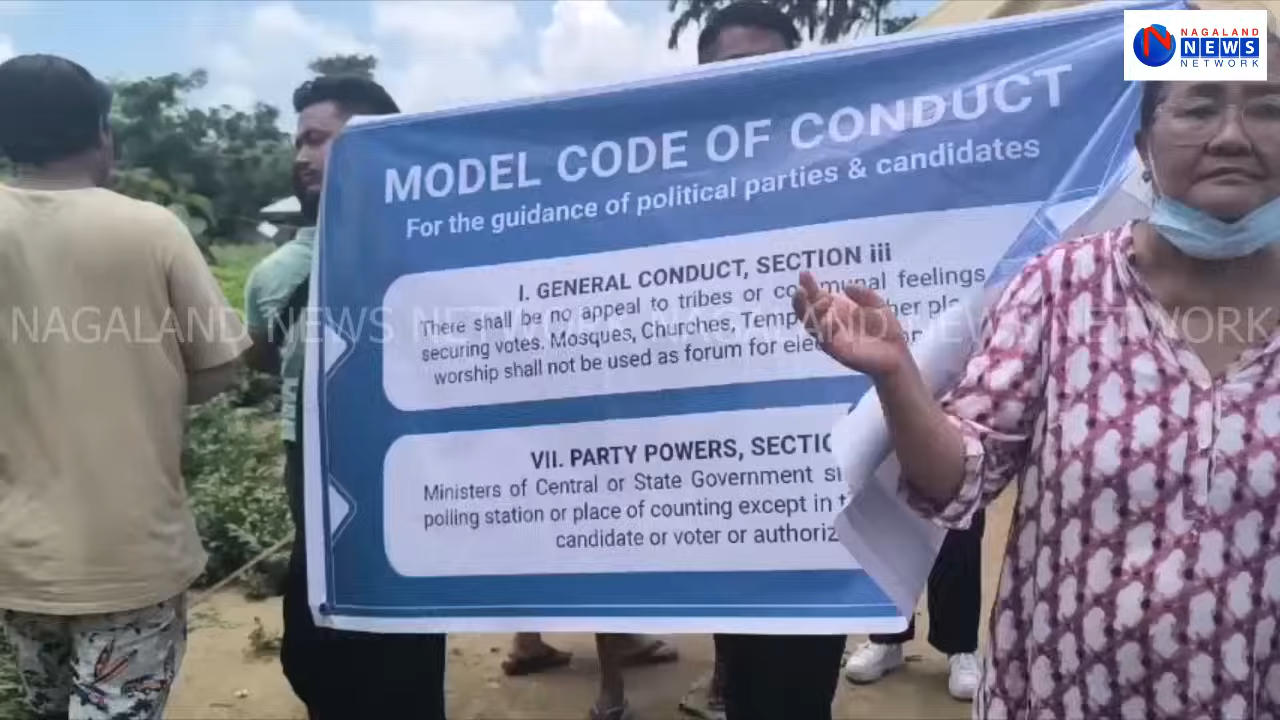 NAGALAND
NEWS
NETWORK
MODEL CODE OF CONDUCT
For the guidance of political parties & candidates
I. GENERAL CONDUCT, SECTION iii
There shall be no appeal to tribes or communal feelings
securing votes. Mosques, Churches, Temp
worship shall not be used as forum for
VII. PARTY POWERS,
Ministers of Central or State Government
polling station or place of counting except in
candidate or voter or
NAGALAND NEWS NETWORK